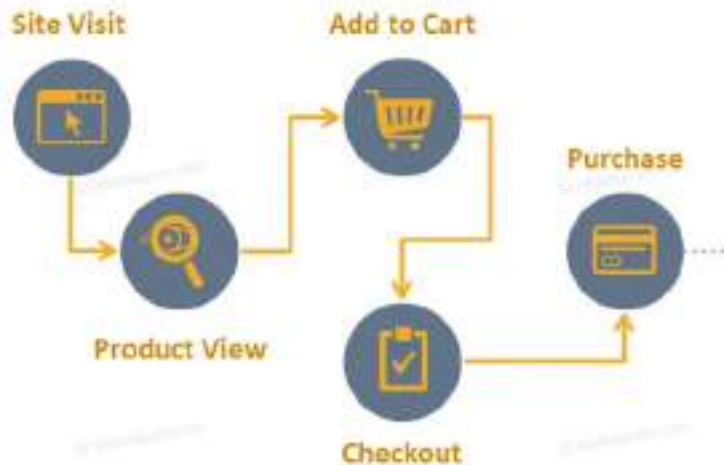 Site Visit
Add to Cart
Purchase
Product View
Checkout